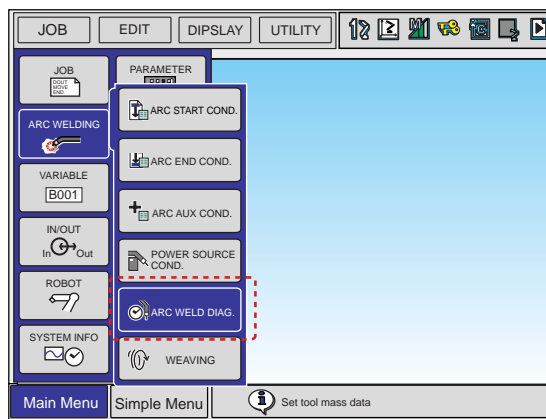 JOB EDIT DIPSLAY UTILITY
JOB
DOUT
MOVE
END
PARAMETER
ARC WELDING
ARC START COND.
ARC END COND.
VARIABLE
B001
ARC AUX COND.
IN/OUT
In Out
POWER SOURCE
COND.
ROBOT
ARC WELD DIAG.
SYSTEM INFO
WEAVING
Main Menu Simple Menu
Set tool mass data